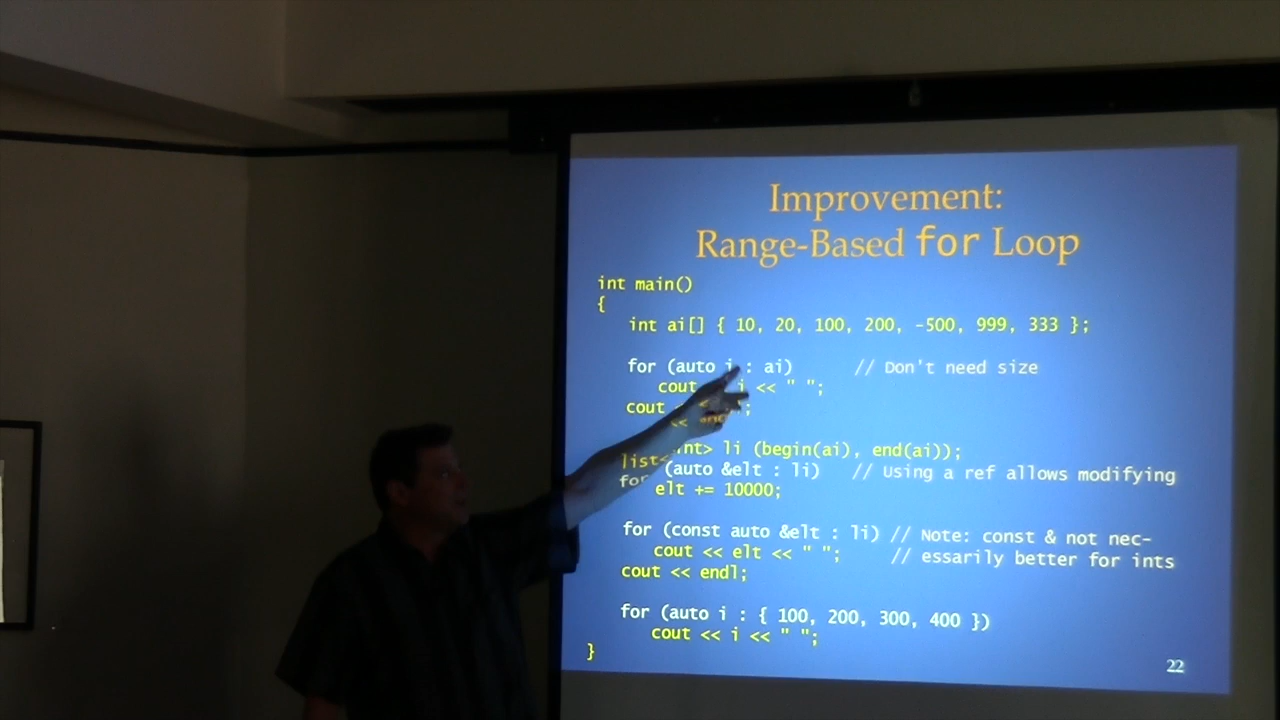 Improvement:
Range-Based for Loop
int main()
{
int ai[] { 10, 20, 100, 200, -500, 999, 333 };
for (auto i : ai) // Don't need size
cout i << " ";
cout << ;
list< int> li (begin(ai), end(ai));
for (auto &elt : li) // Using a ref allows modifying
elt += 10000;
for (const auto &elt : li) // Note: const & not nec-
cout << elt << " "; // essarily better for ints
cout << endl;
for (auto i : { 100, 200, 300, 400 })
cout << i << " ";
}
22